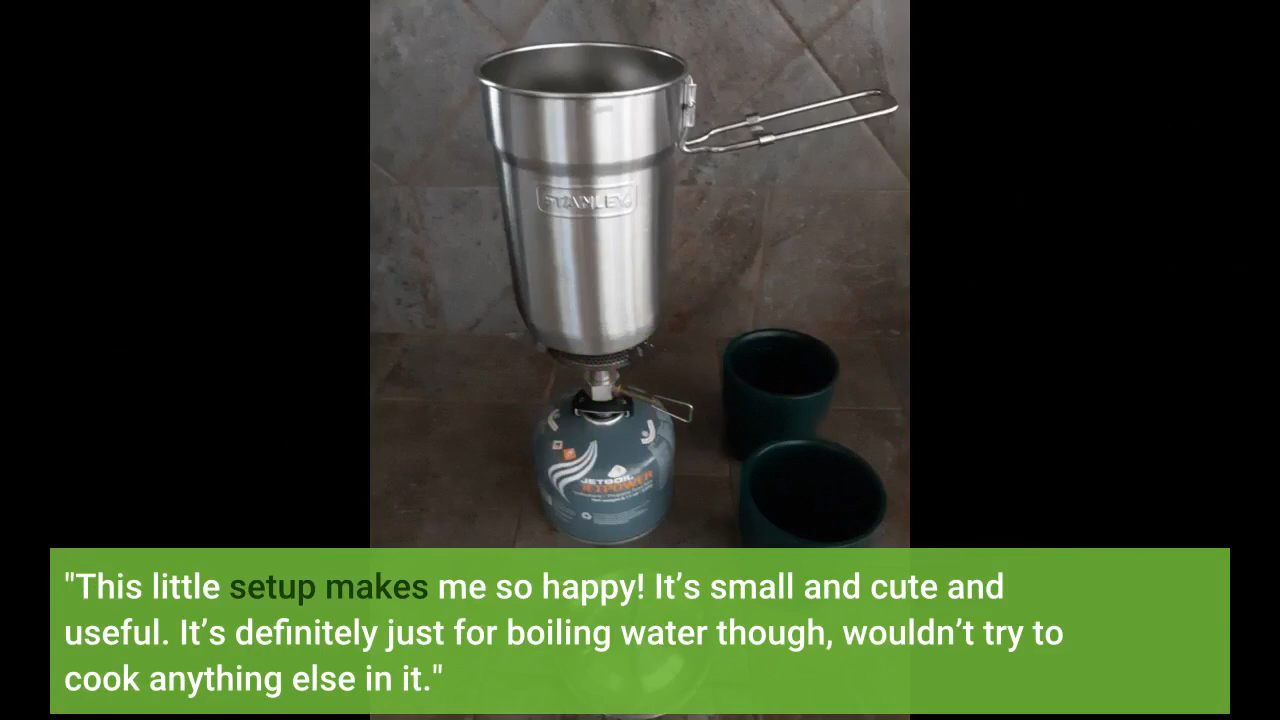 STANLEY
JETBOIL
JETPOWER
"This little setup makes me so happy! It’s small and cute and
useful. It’s definitely just for boiling water though, wouldn’t try to
cook anything else in it."